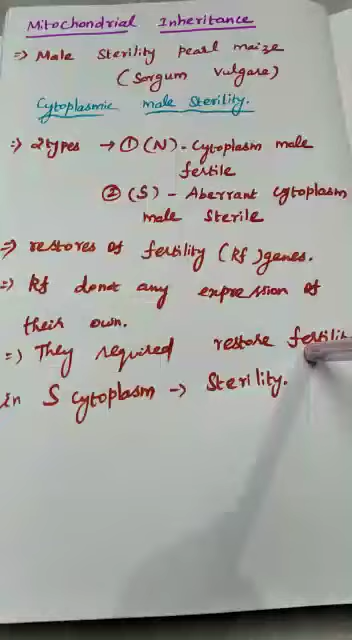 Mitochondrial Inheritance
=> Male Sterility pearl maize
(Sorgum vulgare)
Cytoplasmic male sterility.
=> 2types → ① (N) - Cytoplasm male
fertile
② (S) - Aberrant cytoplasm
male sterile
=> restores of fertility (Rf) genes.
=> Rf donot any expression of
their own.
=> They required restore fertilit
In S cytoplasm → Sterility.